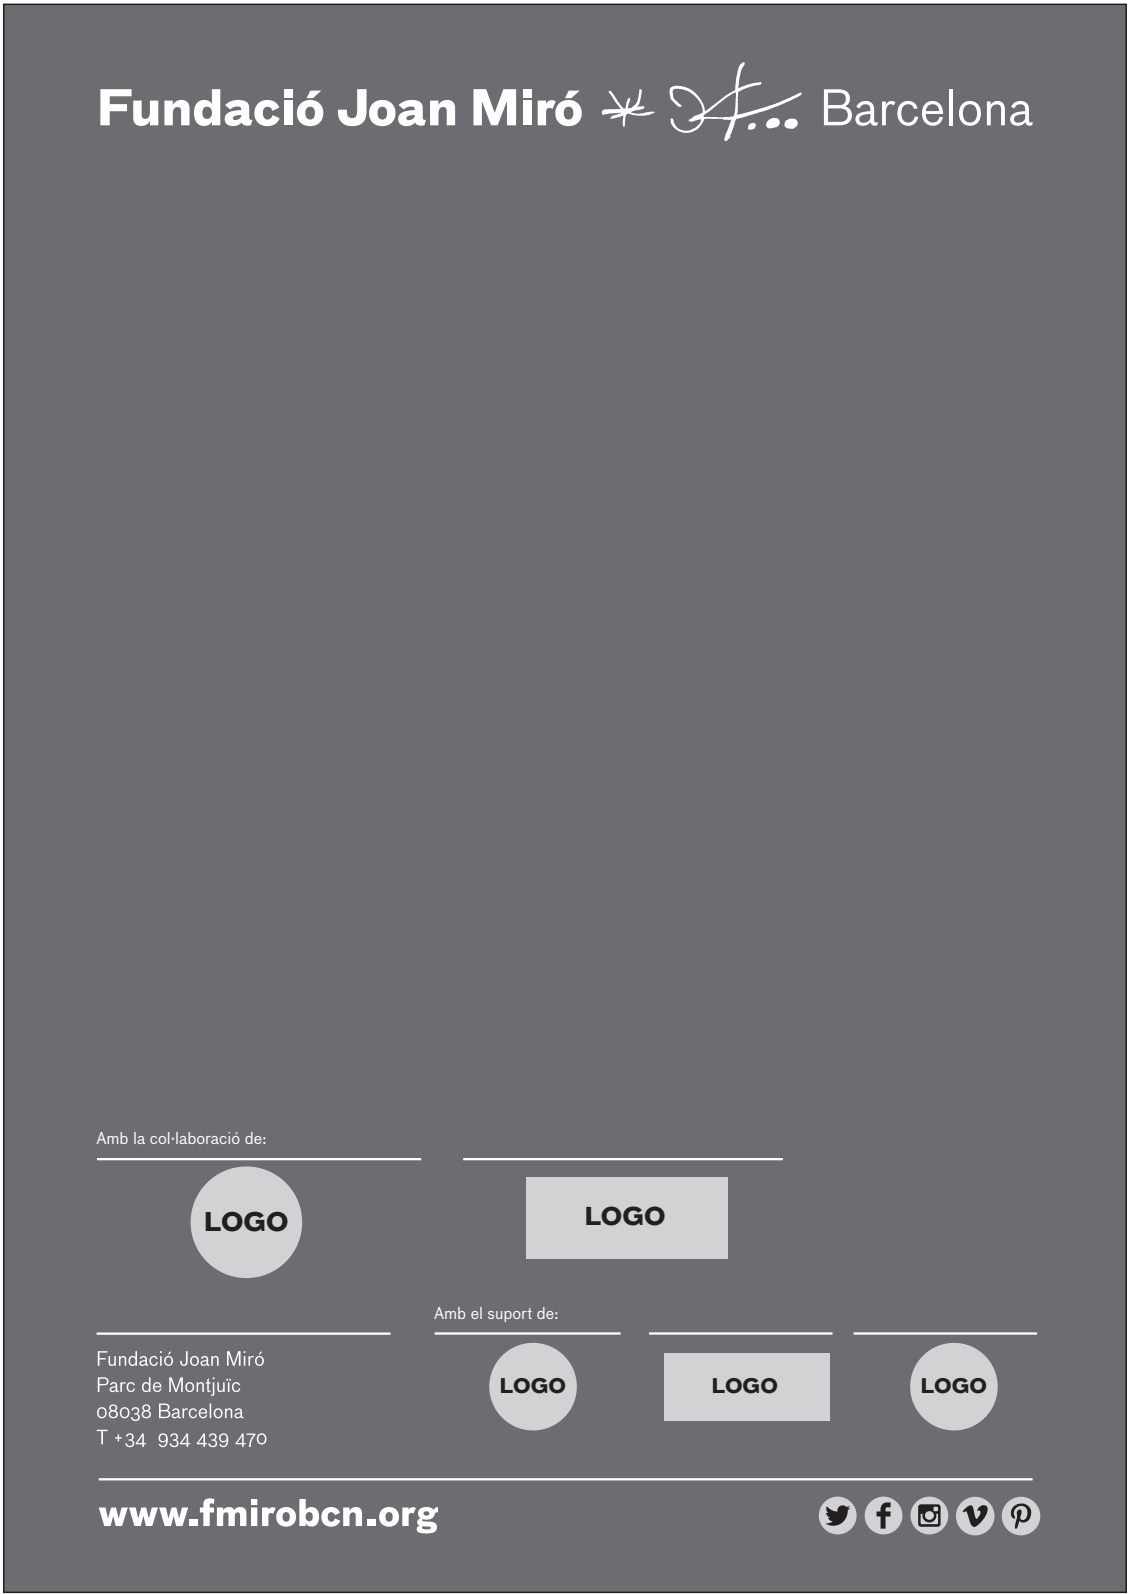 Fundació Joan Miró Barcelona
Amb la col·laboració de:
LOGO
LOGO
Amb el suport de:
LOGO
LOGO
LOGO
Fundació Joan Miró
Parc de Montjuïc
08038 Barcelona
T +34 934 439 470
www.fmirobcn.org